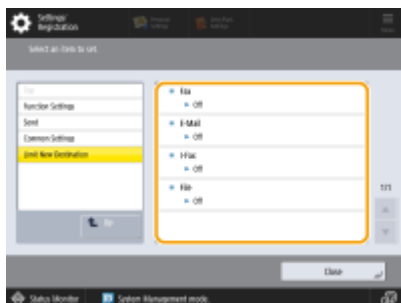 Settings/
Registration
Select an item to set.
Function Settings
Send
Common Settings
Limit New Destination
Up
Fax
Off
E-Mail
Off
I-Fax
Off
File
Off
1/1
Close
Status Monitor
System Management mode.